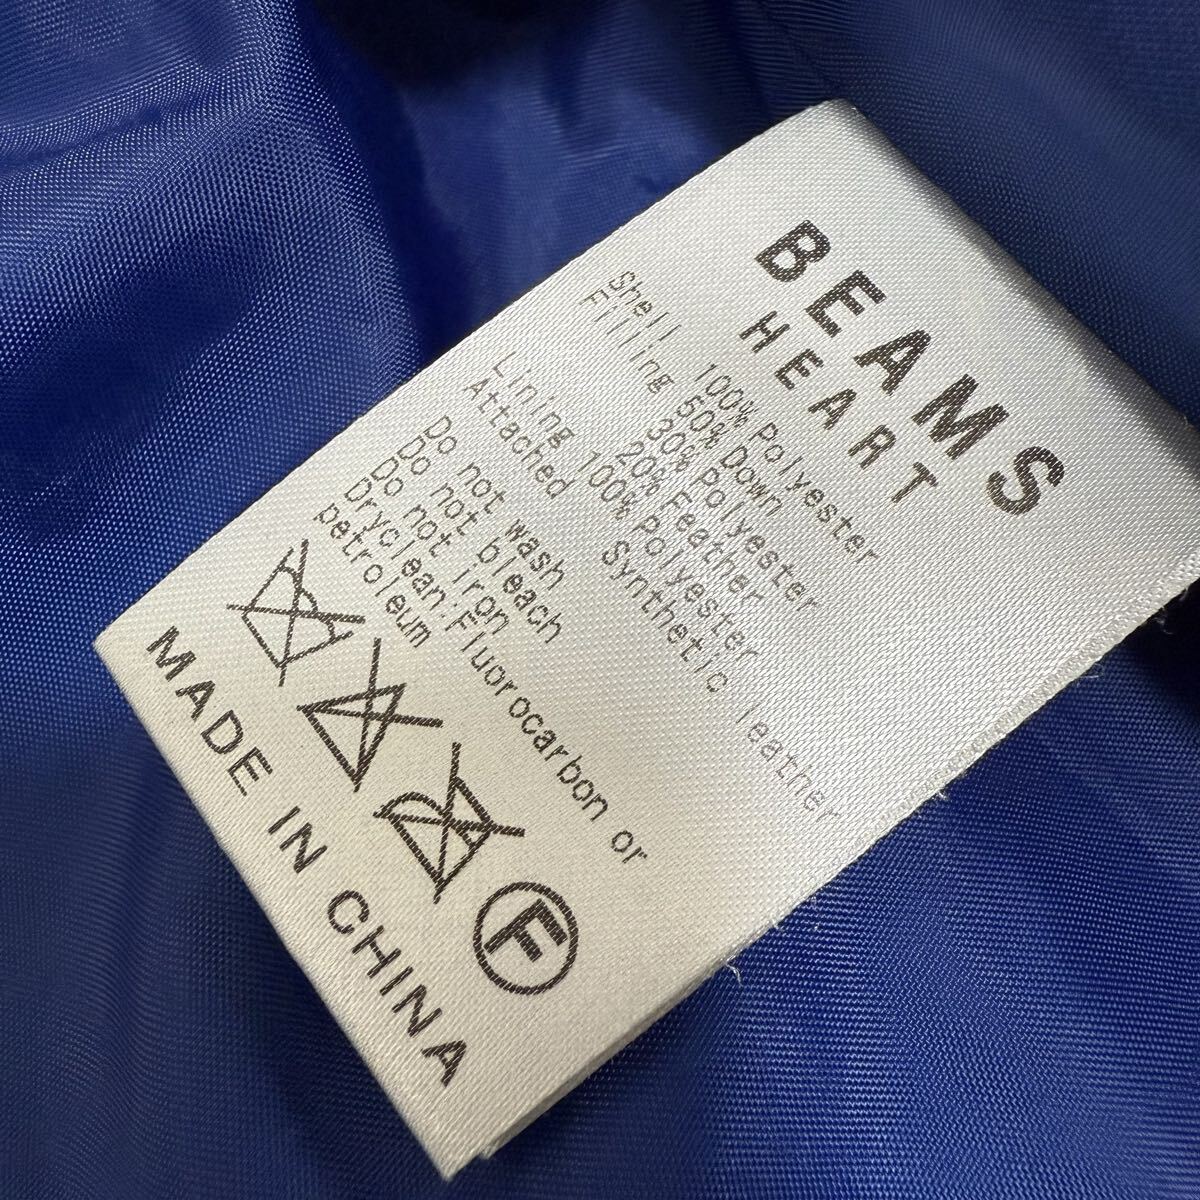 BEAMS
HEART
Shell 100% Polyester
Filling 50% Down
30% Polyester
20% Feather
Lining 100% Polyester
Attached Synthetic leather
Do not wash
Do not bleach
Do not iron
Dryclean:Fluorocarbon or
petroleum
F
MADE IN CHINA